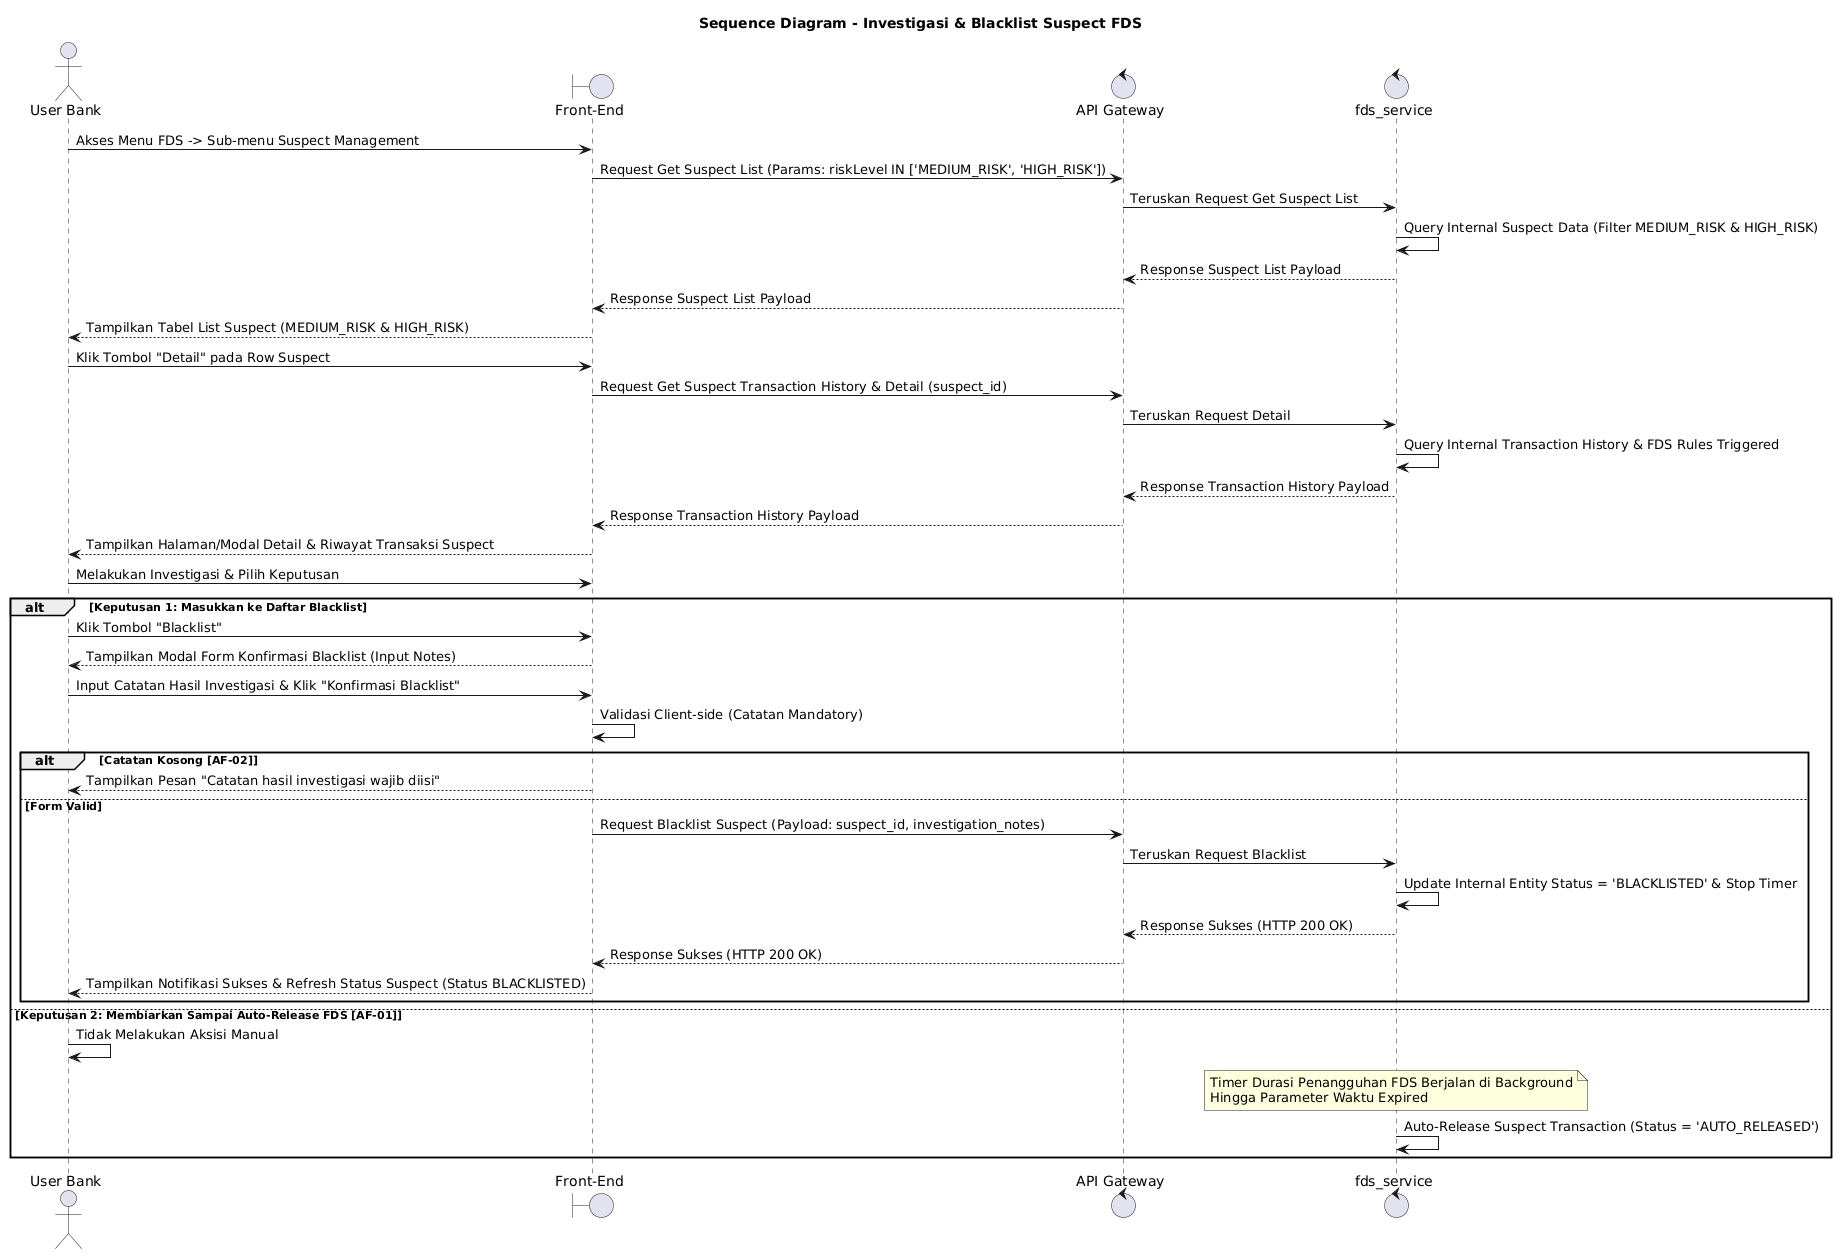 Sequence Diagram - Investigasi & Blacklist Suspect FDS
User Bank
Front-End
API Gateway
fds_service
Akses Menu FDS -> Sub-menu Suspect Management
Request Get Suspect List (Params: riskLevel IN ['MEDIUM_RISK', 'HIGH_RISK'])
Teruskan Request Get Suspect List
Query Internal Suspect Data (Filter MEDIUM_RISK & HIGH_RISK)
Response Suspect List Payload
Response Suspect List Payload
Tampilkan Tabel List Suspect (MEDIUM_RISK & HIGH_RISK)
Klik Tombol "Detail" pada Row Suspect
Request Get Suspect Transaction History & Detail (suspect_id)
Teruskan Request Detail
Query Internal Transaction History & FDS Rules Triggered
Response Transaction History Payload
Response Transaction History Payload
Tampilkan Halaman/Modal Detail & Riwayat Transaksi Suspect
Melakukan Investigasi & Pilih Keputusan
alt [Keputusan 1: Masukkan ke Daftar Blacklist]
Klik Tombol "Blacklist"
Tampilkan Modal Form Konfirmasi Blacklist (Input Notes)
Input Catatan Hasil Investigasi & Klik "Konfirmasi Blacklist"
Validasi Client-side (Catatan Mandatory)
alt [Catatan Kosong [AF-02]]
Tampilkan Pesan "Catatan hasil investigasi wajib diisi"
[Form Valid]
Request Blacklist Suspect (Payload: suspect_id, investigation_notes)
Teruskan Request Blacklist
Update Internal Entity Status = 'BLACKLISTED' & Stop Timer
Response Sukses (HTTP 200 OK)
Response Sukses (HTTP 200 OK)
Tampilkan Notifikasi Sukses & Refresh Status Suspect (Status BLACKLISTED)
[Keputusan 2: Membiarkan Sampai Auto-Release FDS [AF-01]]
Tidak Melakukan Aksisi Manual
Timer Durasi Penangguhan FDS Berjalan di Background
Hingga Parameter Waktu Expired
Auto-Release Suspect Transaction (Status = 'AUTO_RELEASED')
User Bank
Front-End
API Gateway
fds_service